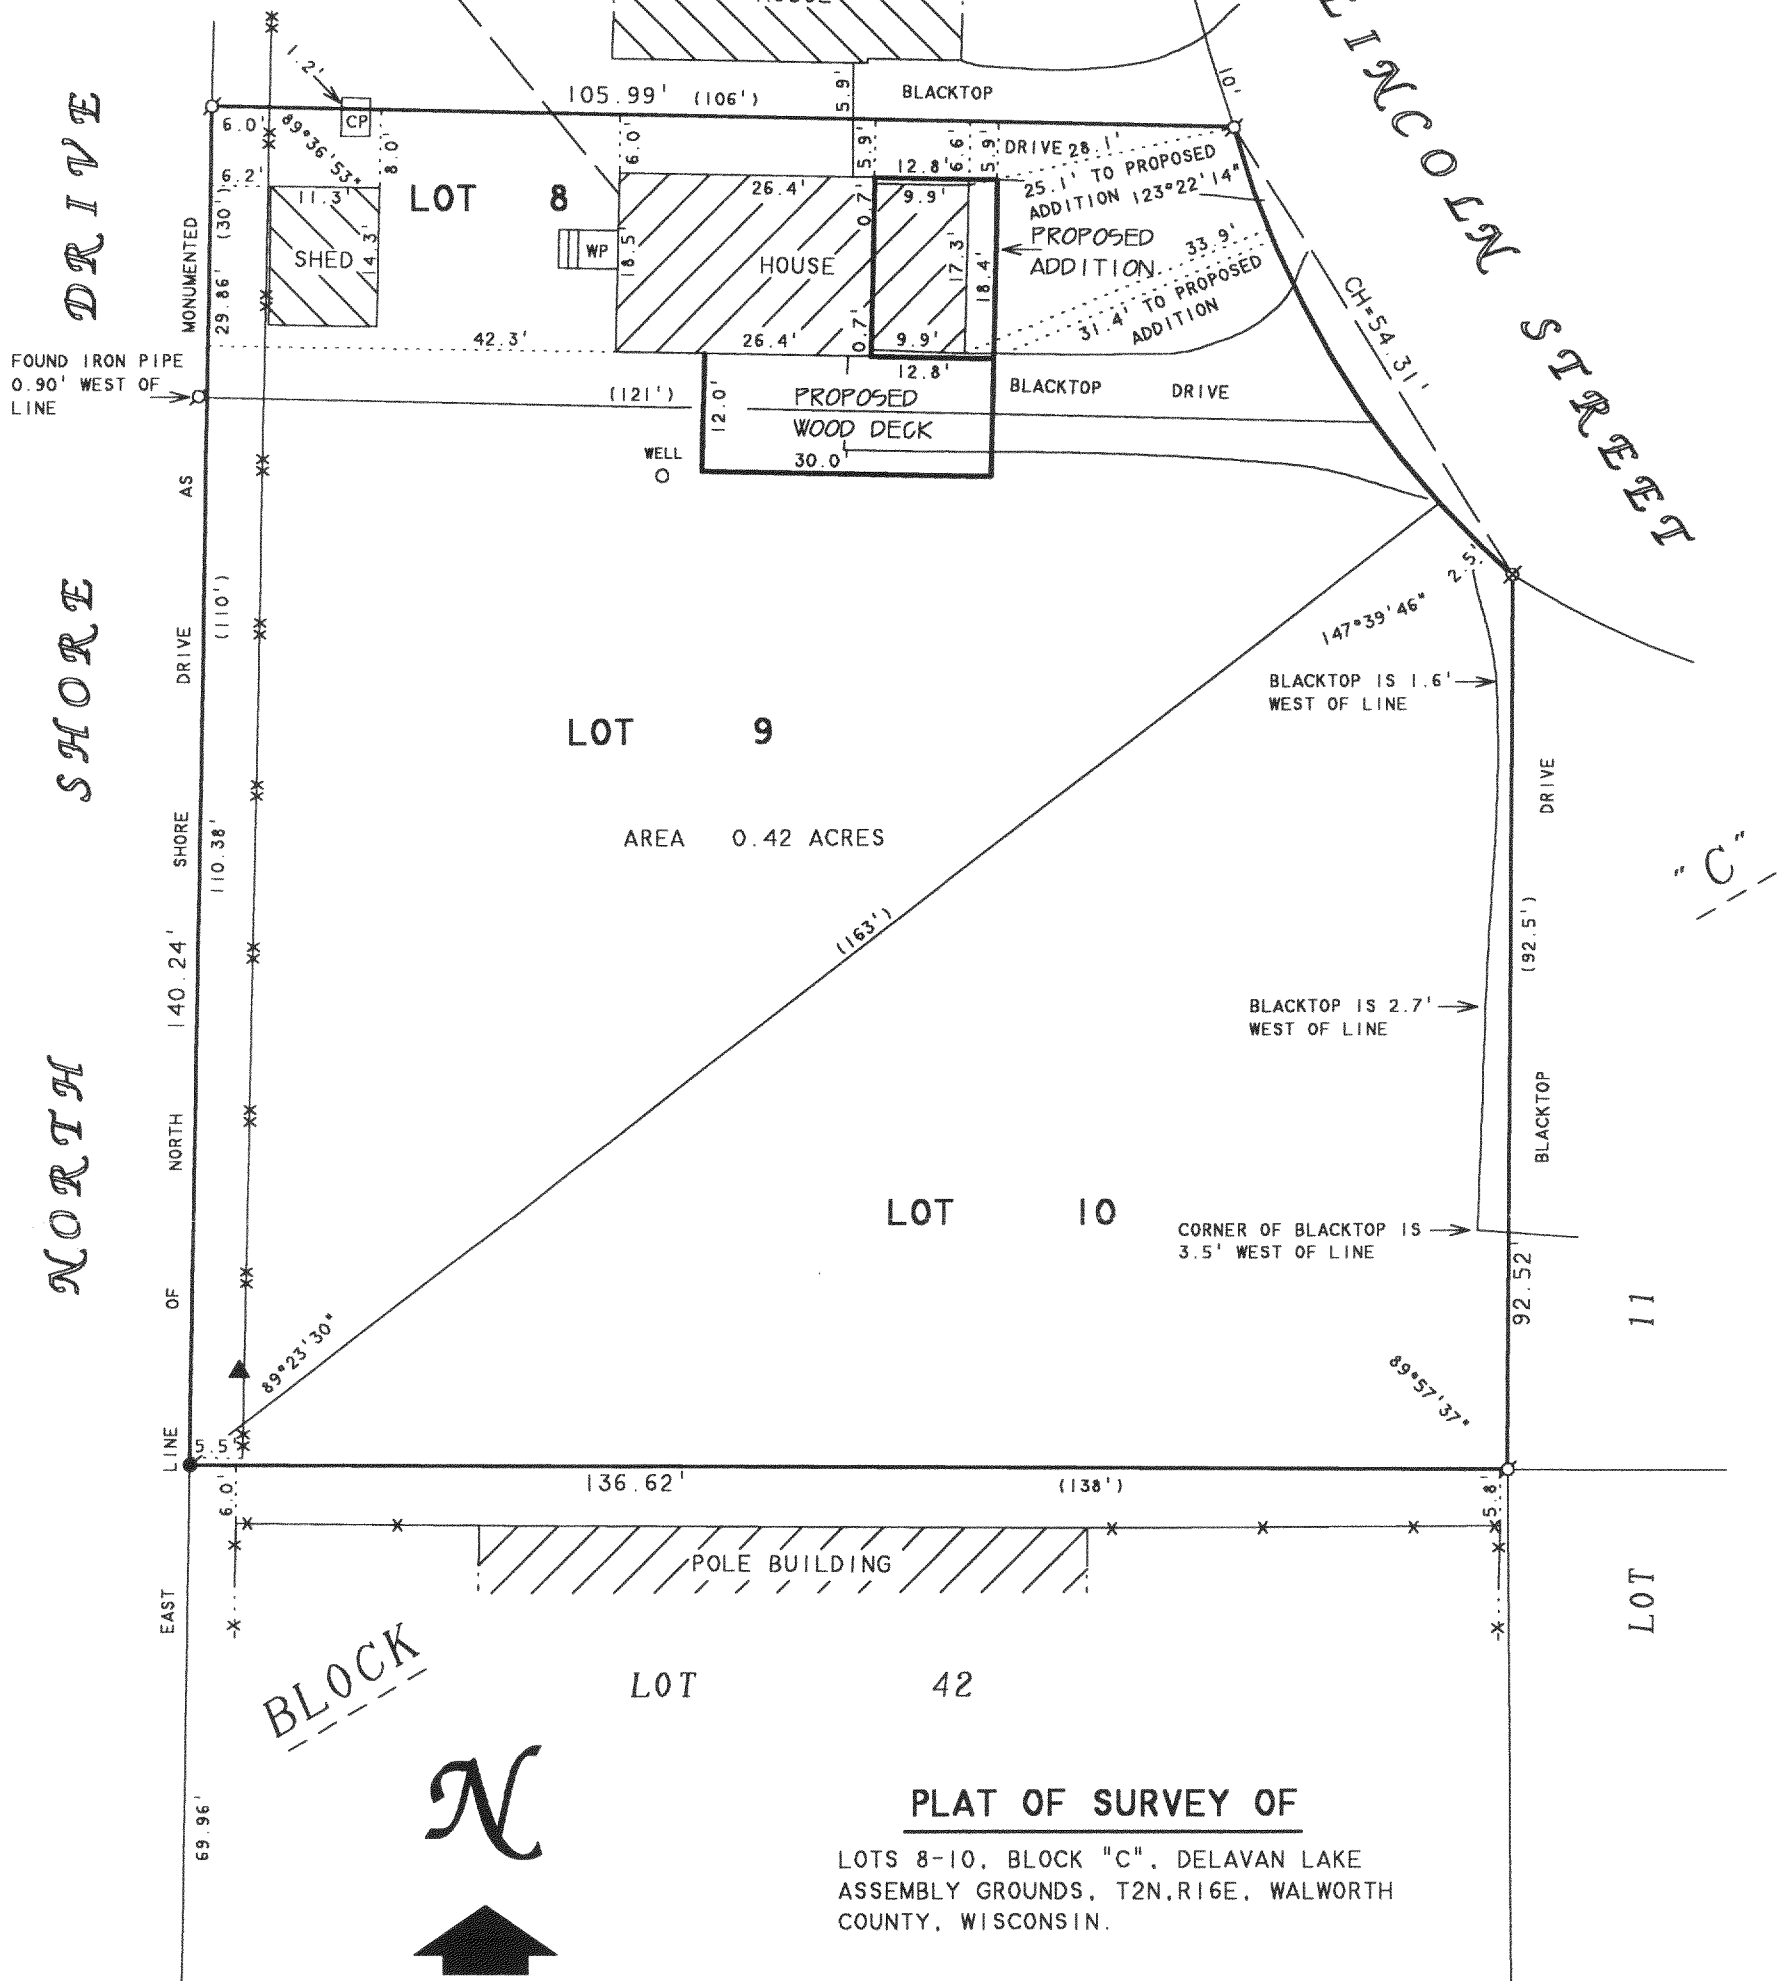 1.2'
105.99' (106')
5.9'
BLACKTOP
10'
LINCOLN STREET
6.0'
89°36'53"
CP
8.0'
6.0'
5.9'
6.6'
5.9'
DRIVE 28.1'
12.8'
25.1' TO PROPOSED
ADDITION 123°22'14"
6.2'
11.3'
LOT 8
26.4'
0.7'
9.9'
PROPOSED
ADDITION
33.9'
SHED
14.3'
WP
18.5'
HOUSE
17.3'
18.4'
31.4' TO PROPOSED
ADDITION
CH=54.31'
(30')
29.86'
42.3'
26.4'
0.7'
9.9'
12.8'
FOUND IRON PIPE
0.90' WEST OF
LINE
(121')
12.0'
PROPOSED
WOOD DECK
30.0'
BLACKTOP DRIVE
WELL
NORTH SHORE DRIVE
EAST LINE OF NORTH SHORE DRIVE AS MONUMENTED
140.24'
(110')
110.38'
2.5'
147°39'46"
BLACKTOP IS 1.6'
WEST OF LINE
LOT 9
AREA 0.42 ACRES
BLACKTOP DRIVE
"C"
(163')
(92.5')
BLACKTOP IS 2.7'
WEST OF LINE
LOT 10
CORNER OF BLACKTOP IS
3.5' WEST OF LINE
92.52'
LOT 11
89°23'30"
89°57'37"
5.5'
136.62' (138')
6.0'
5.8'
POLE BUILDING
BLOCK
LOT 42
69.96'
N
PLAT OF SURVEY OF
LOTS 8-10, BLOCK "C", DELAVAN LAKE
ASSEMBLY GROUNDS, T2N,R16E, WALWORTH
COUNTY, WISCONSIN.